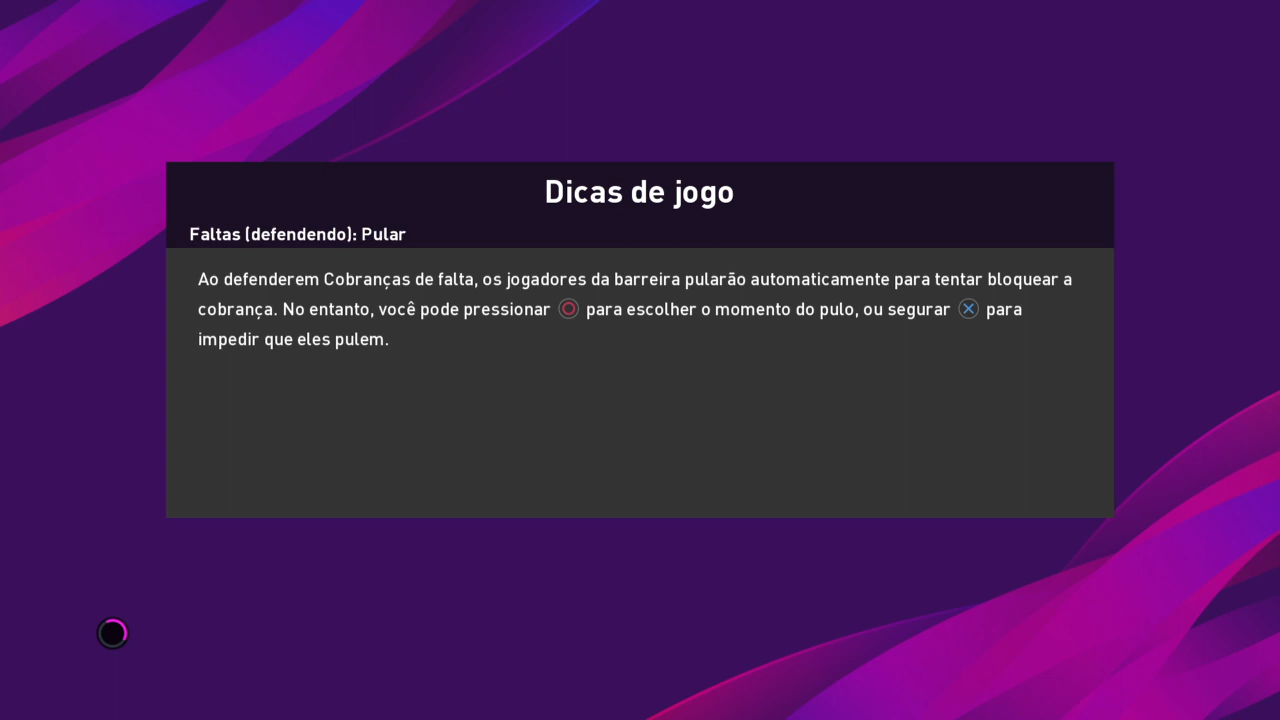 Dicas de jogo
Faltas (defendendo): Pular
Ao defenderem Cobranças de falta, os jogadores da barreira pularão automaticamente para tentar bloquear a
cobrança. No entanto, você pode pressionar para escolher o momento do pulo, ou segurar para
impedir que eles pulem.